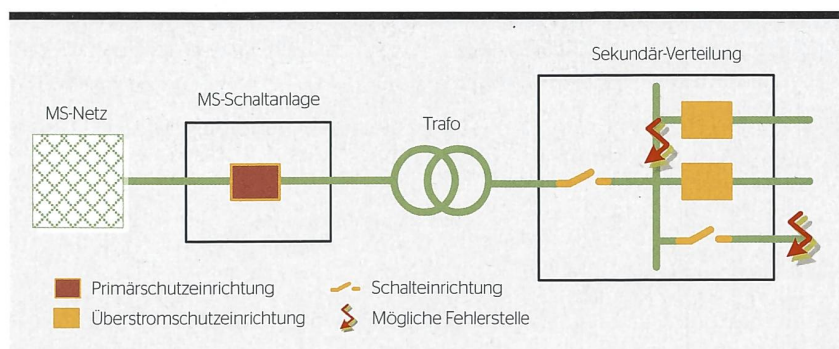 Sekundär-Verteilung
MS-Netz
MS-Schaltanlage
Trafo
Primärschutzeinrichtung
Schalteinrichtung
Überstromschutzeinrichtung
Mögliche Fehlerstelle